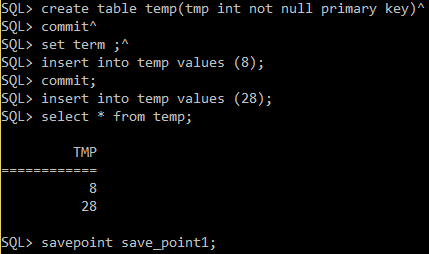 SQL> create table temp(tmp int not null primary key)^
SQL> commit^
SQL> set term ;^
SQL> insert into temp values (8);
SQL> commit;
SQL> insert into temp values (28);
SQL> select * from temp;
TMP
============
8
28
SQL> savepoint save_point1;